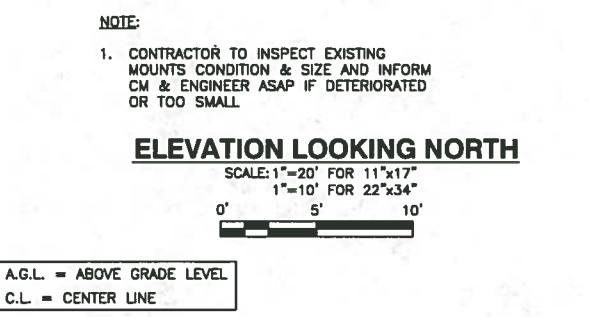 NOTE:
1. CONTRACTOR TO INSPECT EXISTING
MOUNTS CONDITION & SIZE AND INFORM
CM & ENGINEER ASAP IF DETERIORATED
OR TOO SMALL
ELEVATION LOOKING NORTH
SCALE: 1"=20' FOR 11"x17"
1"=10' FOR 22"x34"
0' 5' 10'
A.G.L. = ABOVE GRADE LEVEL
C.L. = CENTER LINE